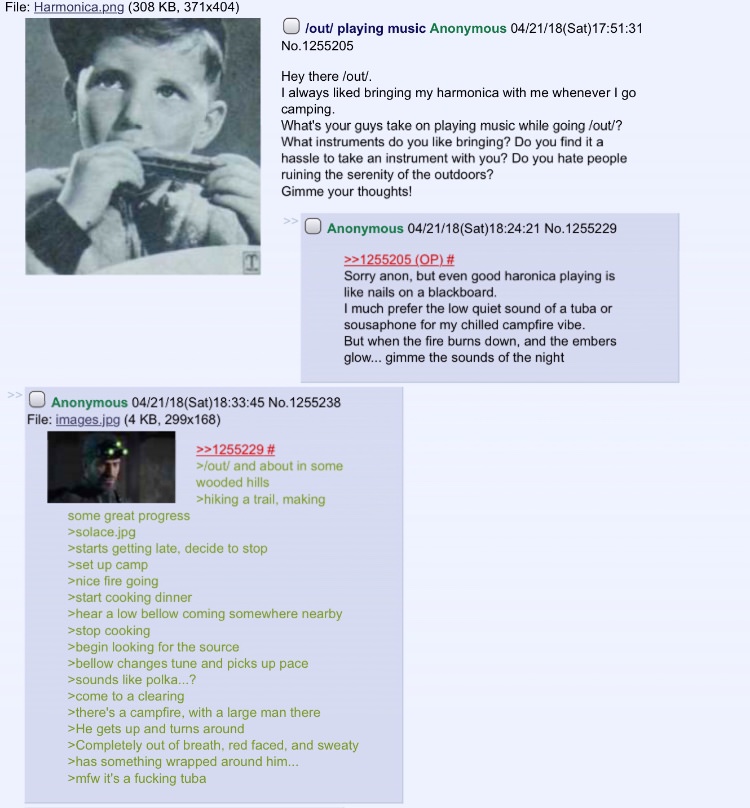 File: Harmonica.png (308 KB, 371x404)
/out/ playing music Anonymous 04/21/18(Sat)17:51:31
No.1255205
Hey there /out/.
I always liked bringing my harmonica with me whenever I go
camping.
What's your guys take on playing music while going /out/?
What instruments do you like bringing? Do you find it a
hassle to take an instrument with you? Do you hate people
ruining the serenity of the outdoors?
Gimme your thoughts!
>> Anonymous 04/21/18(Sat)18:24:21 No.1255229
>>1255205 (OP) #
Sorry anon, but even good haronica playing is
like nails on a blackboard.
I much prefer the low quiet sound of a tuba or
sousaphone for my chilled campfire vibe.
But when the fire burns down, and the embers
glow... gimme the sounds of the night
>> Anonymous 04/21/18(Sat)18:33:45 No.1255238
File: images.jpg (4 KB, 299x168)
>>1255229 #
>/out/ and about in some
wooded hills
>hiking a trail, making
some great progress
>solace.jpg
>starts getting late, decide to stop
>set up camp
>nice fire going
>start cooking dinner
>hear a low bellow coming somewhere nearby
>stop cooking
>begin looking for the source
>bellow changes tune and picks up pace
>sounds like polka...?
>come to a clearing
>there's a campfire, with a large man there
>He gets up and turns around
>Completely out of breath, red faced, and sweaty
>has something wrapped around him...
>mfw it's a fucking tuba